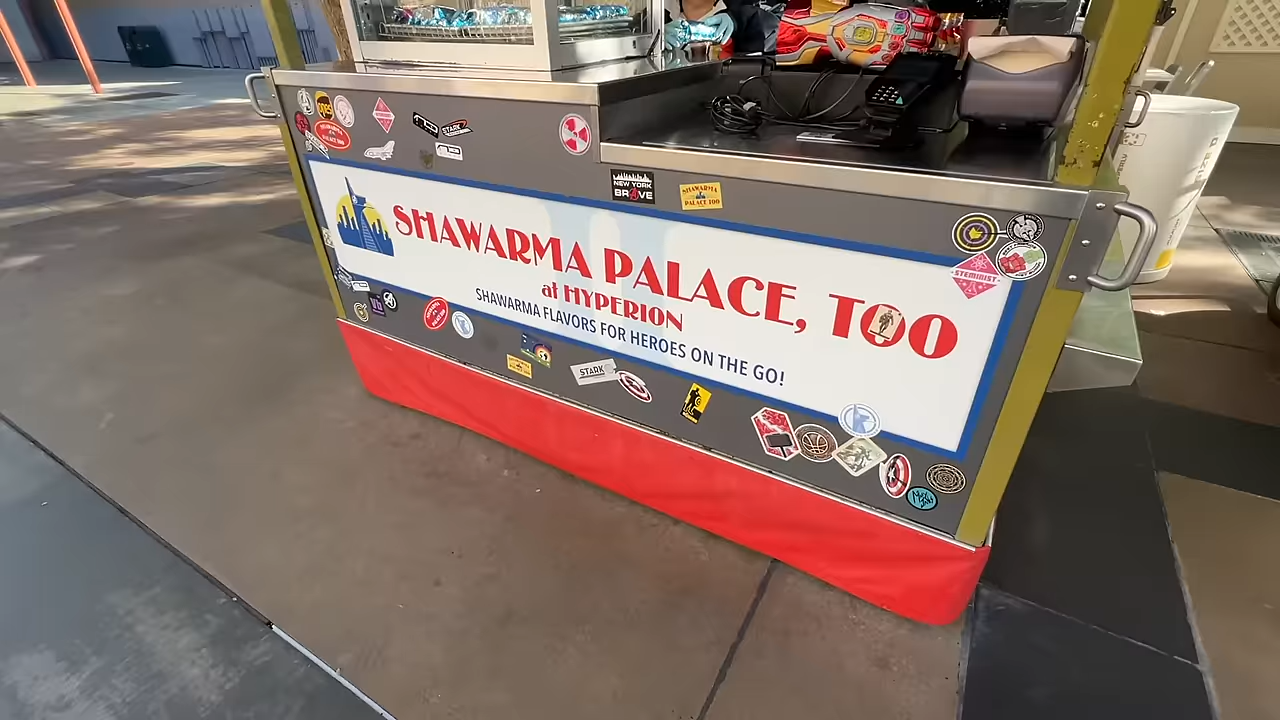 ups
STARK
NEW YORK
BRAVE
SHAWARMA
PALACE TOO
SHAWARMA PALACE, TOO
at HYPERION
SHAWARMA FLAVORS FOR HEROES ON THE GO!
STEMINIST
STARK